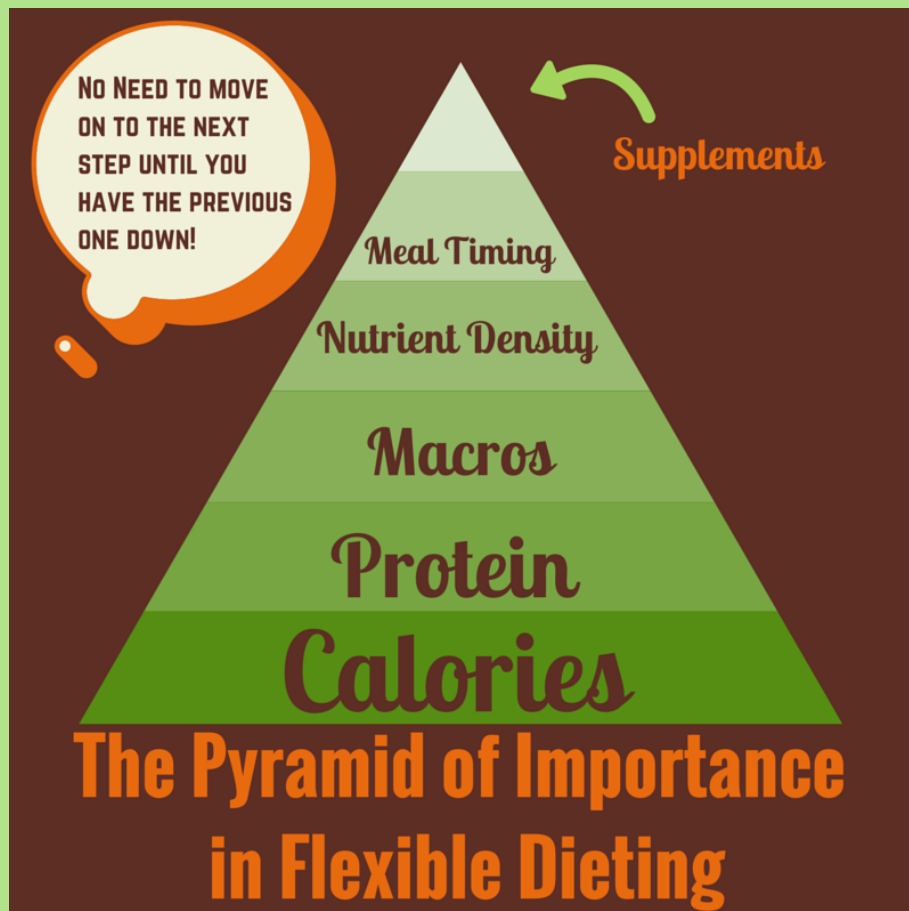 No Need to move
on to the next
step until you
have the previous
one down!
Supplements
Meal Timing
Nutrient Density
Macros
Protein
Calories
The Pyramid of Importance
in Flexible Dieting